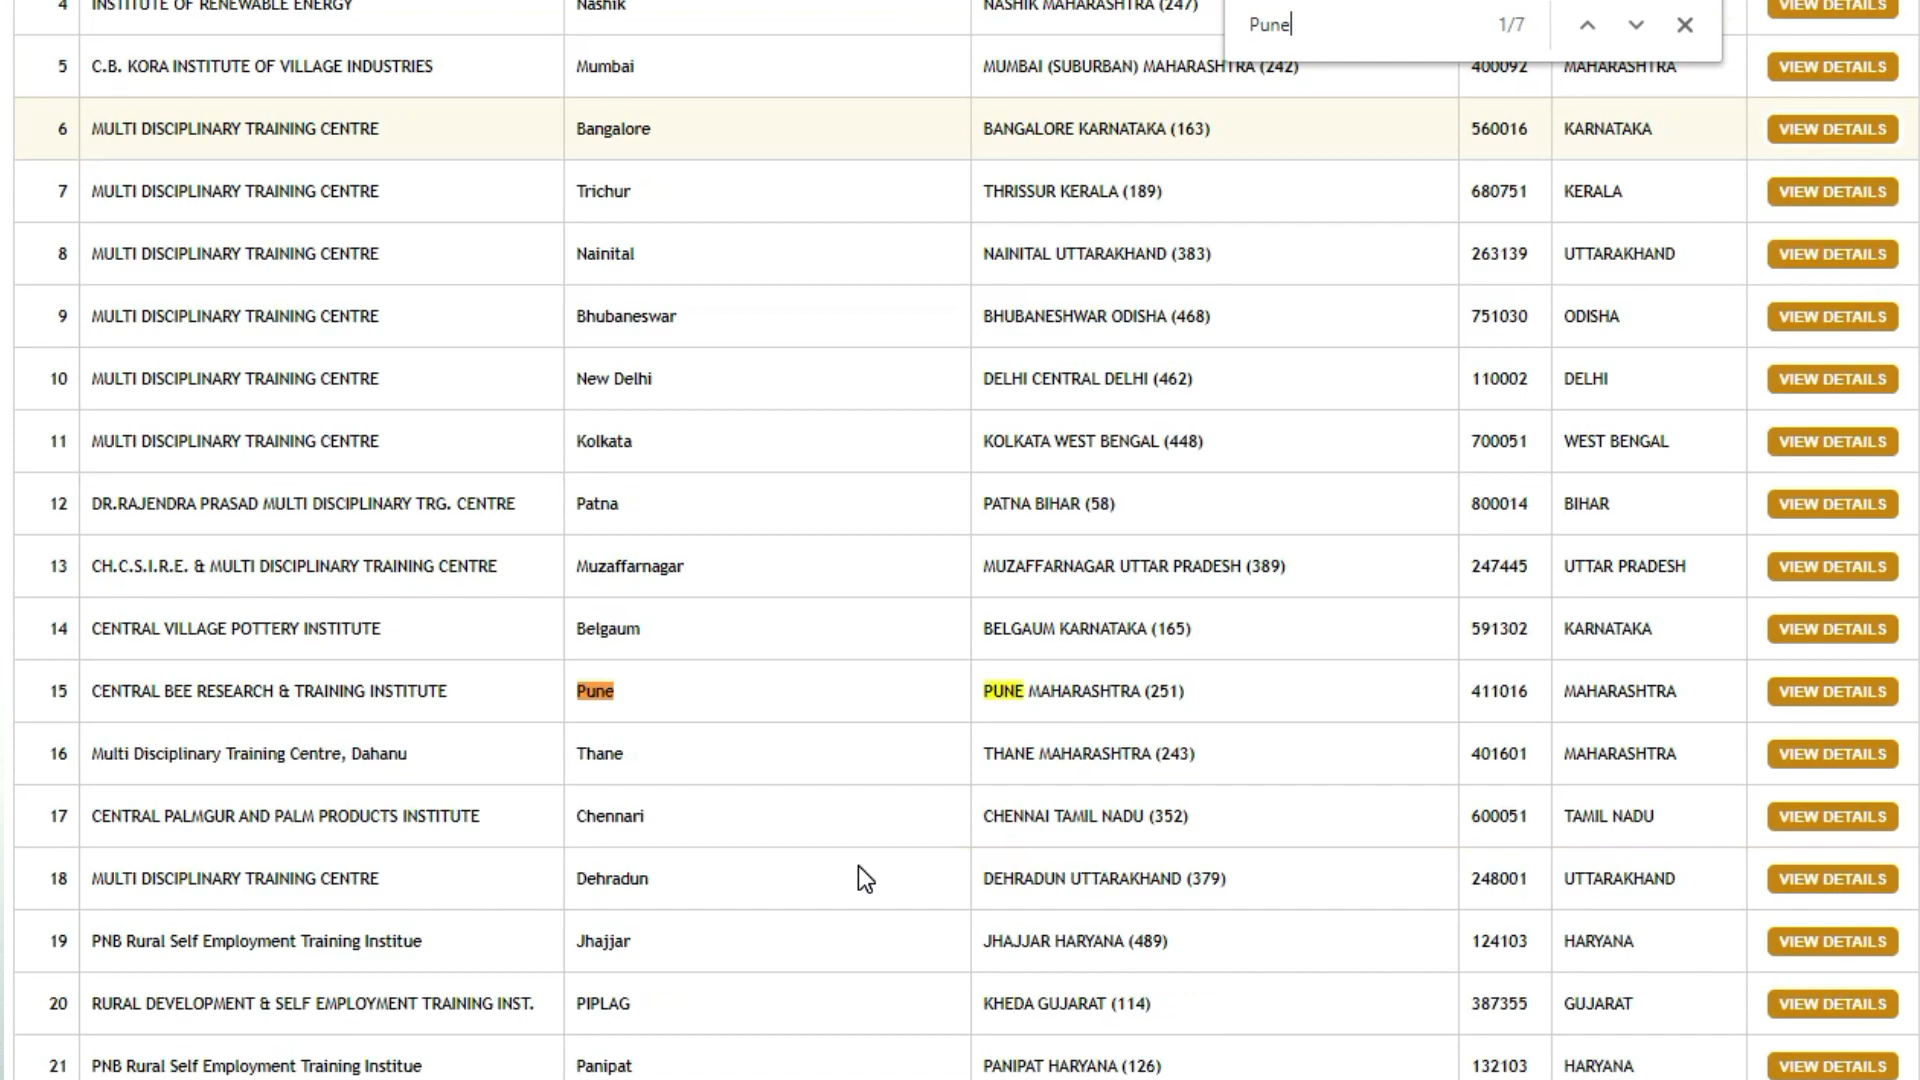 4 INSTITUTE OF RENEWABLE ENERGY Nashik NASHIK MAHARASHTRA (247) VIEW DETAILS
Pune 1/7
5 C.B. KORA INSTITUTE OF VILLAGE INDUSTRIES Mumbai MUMBAI (SUBURBAN) MAHARASHTRA (242) 400092 MAHARASHTRA VIEW DETAILS
6 MULTI DISCIPLINARY TRAINING CENTRE Bangalore BANGALORE KARNATAKA (163) 560016 KARNATAKA VIEW DETAILS
7 MULTI DISCIPLINARY TRAINING CENTRE Trichur THRISSUR KERALA (189) 680751 KERALA VIEW DETAILS
8 MULTI DISCIPLINARY TRAINING CENTRE Nainital NAINITAL UTTARAKHAND (383) 263139 UTTARAKHAND VIEW DETAILS
9 MULTI DISCIPLINARY TRAINING CENTRE Bhubaneswar BHUBANESHWAR ODISHA (468) 751030 ODISHA VIEW DETAILS
10 MULTI DISCIPLINARY TRAINING CENTRE New Delhi DELHI CENTRAL DELHI (462) 110002 DELHI VIEW DETAILS
11 MULTI DISCIPLINARY TRAINING CENTRE Kolkata KOLKATA WEST BENGAL (448) 700051 WEST BENGAL VIEW DETAILS
12 DR.RAJENDRA PRASAD MULTI DISCIPLINARY TRG. CENTRE Patna PATNA BIHAR (58) 800014 BIHAR VIEW DETAILS
13 CH.C.S.I.R.E. & MULTI DISCIPLINARY TRAINING CENTRE Muzaffarnagar MUZAFFARNAGAR UTTAR PRADESH (389) 247445 UTTAR PRADESH VIEW DETAILS
14 CENTRAL VILLAGE POTTERY INSTITUTE Belgaum BELGAUM KARNATAKA (165) 591302 KARNATAKA VIEW DETAILS
15 CENTRAL BEE RESEARCH & TRAINING INSTITUTE Pune PUNE MAHARASHTRA (251) 411016 MAHARASHTRA VIEW DETAILS
16 Multi Disciplinary Training Centre, Dahanu Thane THANE MAHARASHTRA (243) 401601 MAHARASHTRA VIEW DETAILS
17 CENTRAL PALMGUR AND PALM PRODUCTS INSTITUTE Chennari CHENNAI TAMIL NADU (352) 600051 TAMIL NADU VIEW DETAILS
18 MULTI DISCIPLINARY TRAINING CENTRE Dehradun DEHRADUN UTTARAKHAND (379) 248001 UTTARAKHAND VIEW DETAILS
19 PNB Rural Self Employment Training Institue Jhajjar JHAJJAR HARYANA (489) 124103 HARYANA VIEW DETAILS
20 RURAL DEVELOPMENT & SELF EMPLOYMENT TRAINING INST. PIPLAG KHEDA GUJARAT (114) 387355 GUJARAT VIEW DETAILS
21 PNB Rural Self Employment Training Institue Panipat PANIPAT HARYANA (126) 132103 HARYANA VIEW DETAILS